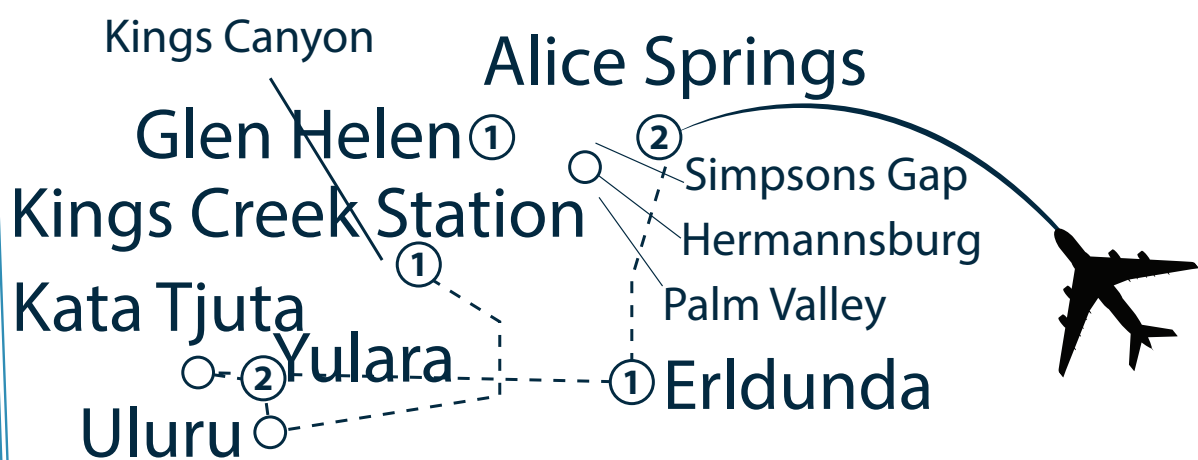 Kings Canyon
Alice Springs
Glen Helen 1
2
Simpsons Gap
Kings Creek Station
Hermannsburg
1
Kata Tjuta
Palm Valley
Yulara
2
1 Erldunda
Uluru